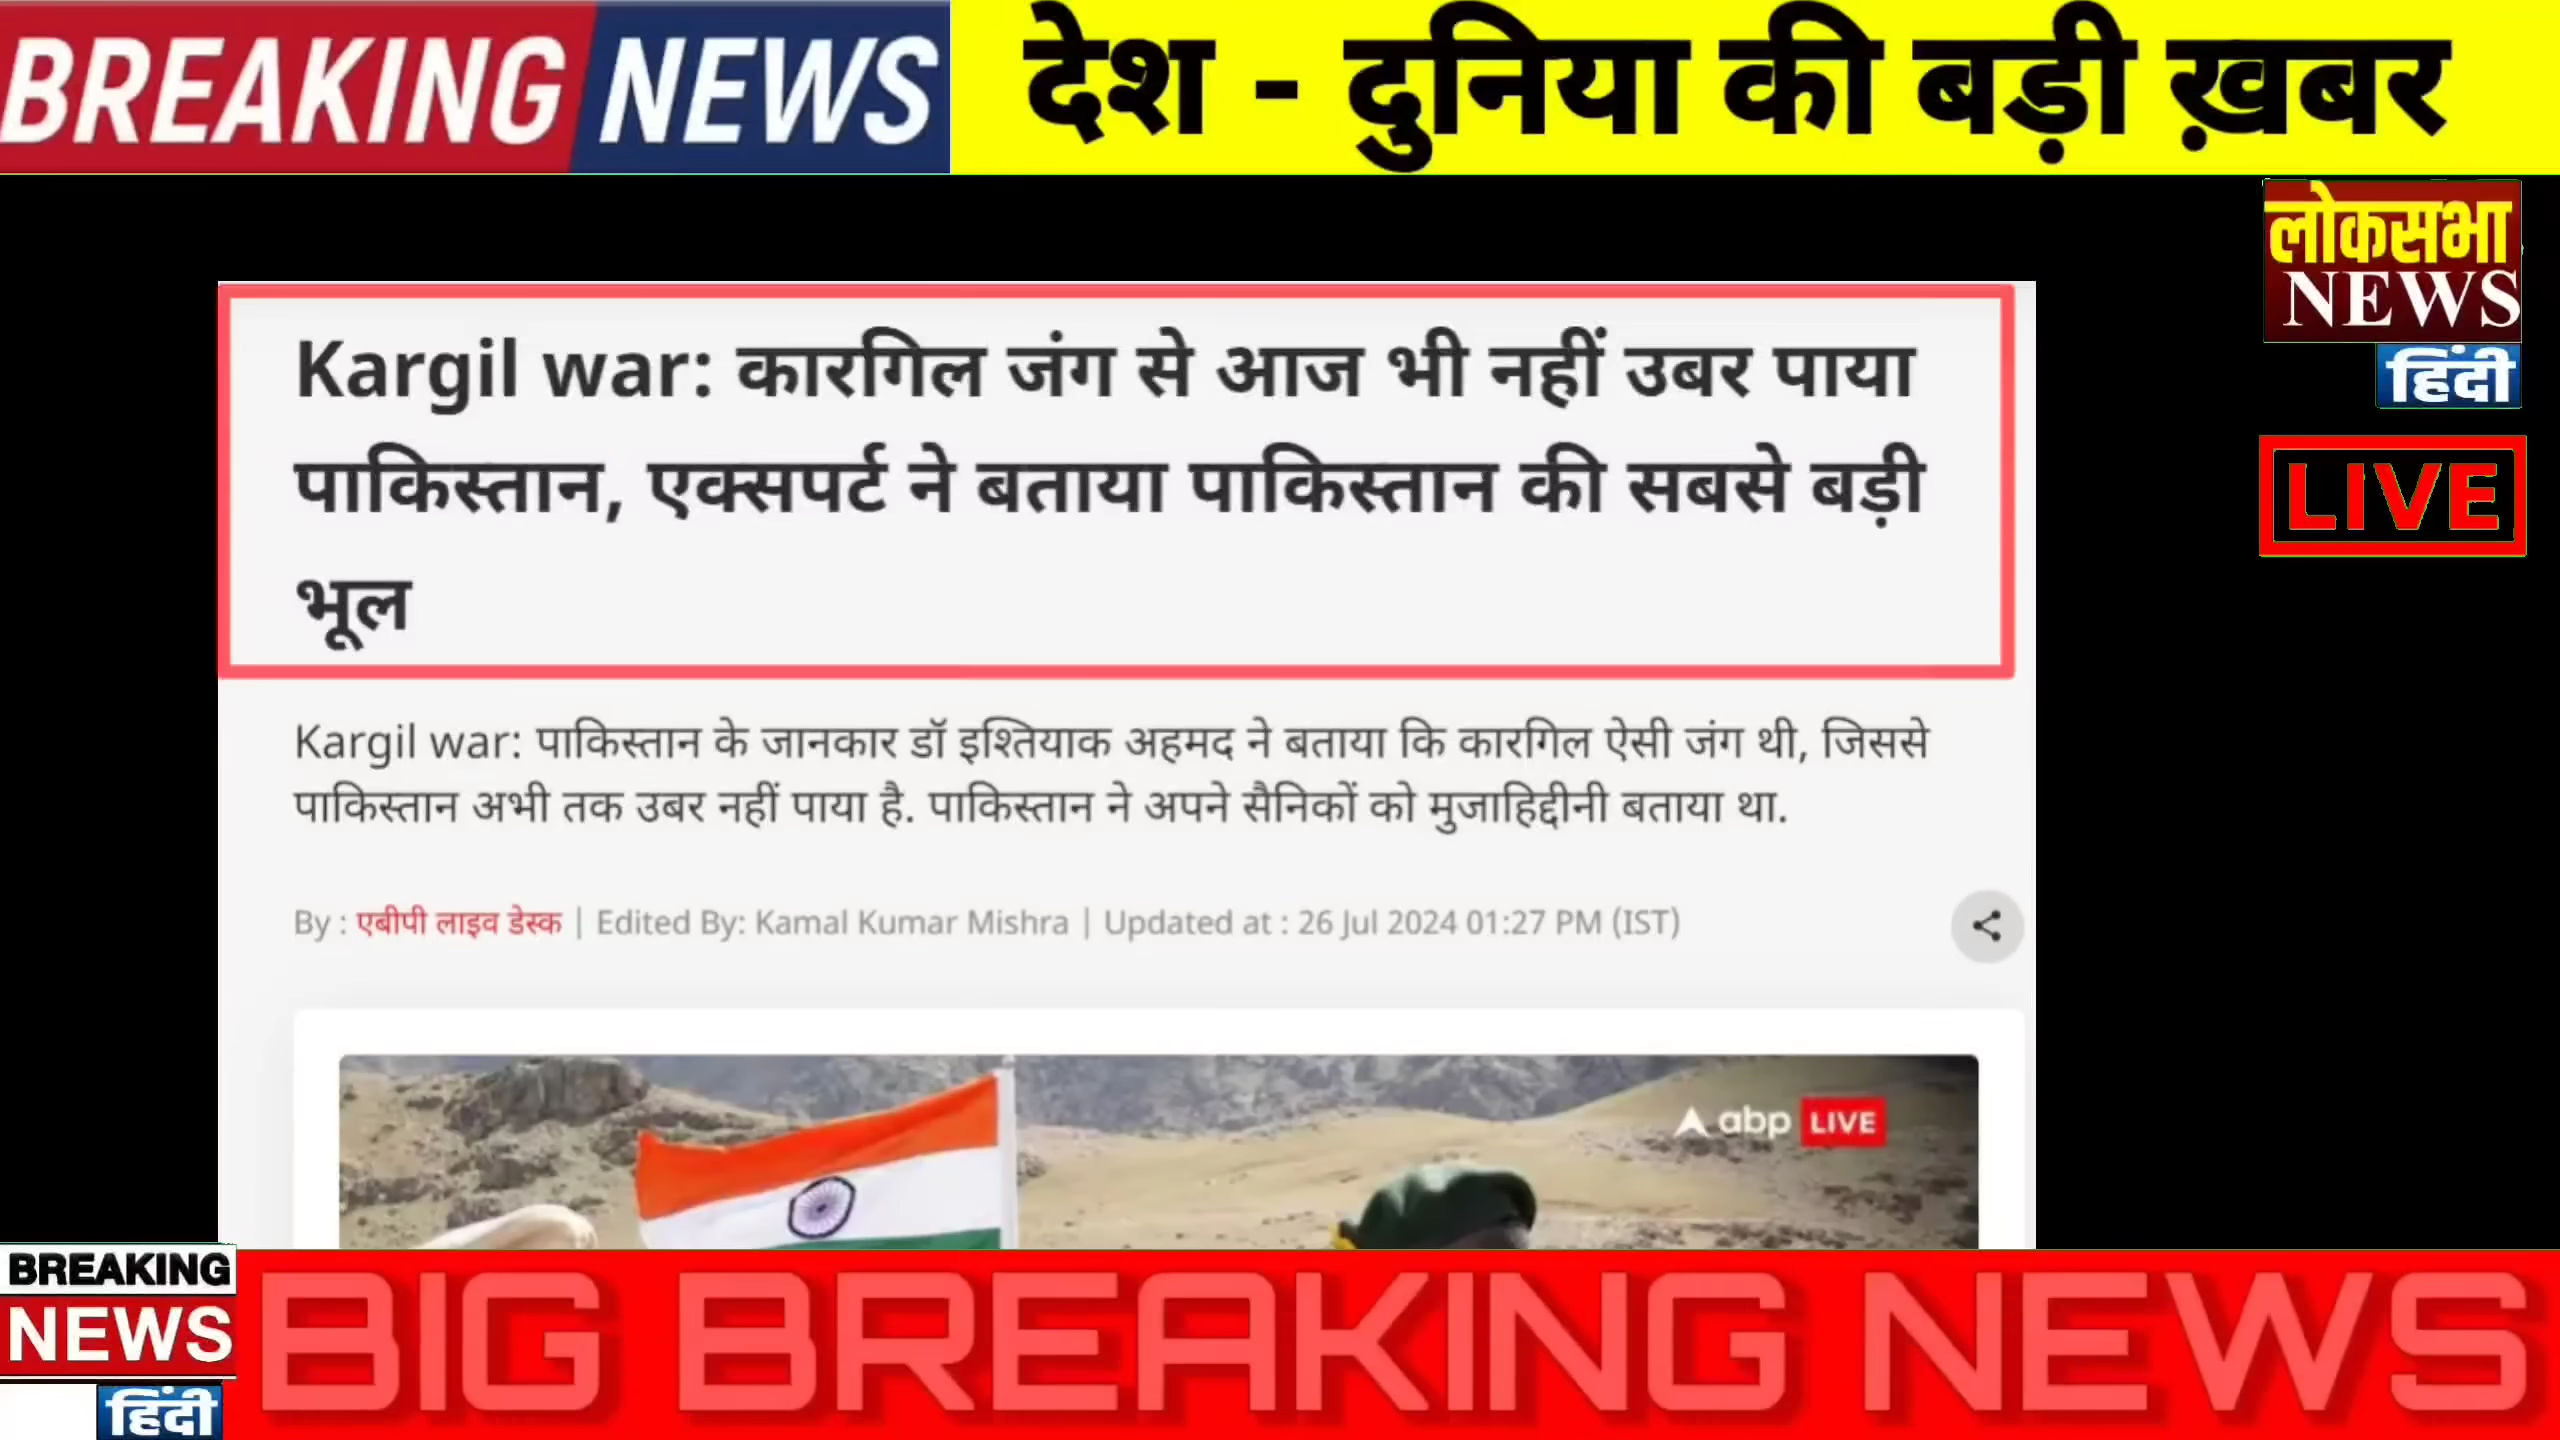 BREAKING NEWS देश - दुनिया की बड़ी ख़बर
लोकसभा
NEWS
हिंदी
LIVE
Kargil war: कारगिल जंग से आज भी नहीं उबर पाया
पाकिस्तान, एक्सपर्ट ने बताया पाकिस्तान की सबसे बड़ी
भूल
Kargil war: पाकिस्तान के जानकार डॉ इश्तियाक अहमद ने बताया कि कारगिल ऐसी जंग थी, जिससे
पाकिस्तान अभी तक उबर नहीं पाया है. पाकिस्तान ने अपने सैनिकों को मुजाहिद्दीनी बताया था.
By : एबीपी लाइव डेस्क | Edited By: Kamal Kumar Mishra | Updated at : 26 Jul 2024 01:27 PM (IST)
abp LIVE
BREAKING
NEWS
हिंदी
BIG BREAKING NEWS